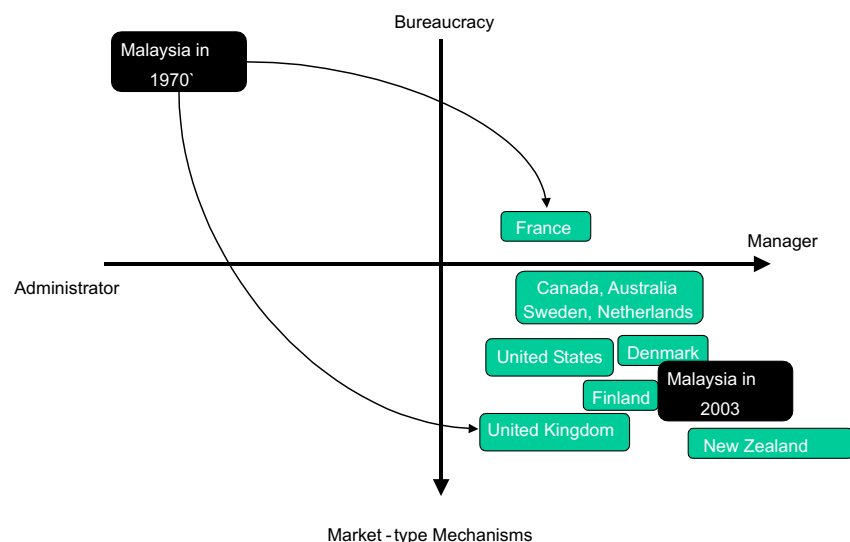 Bureaucracy
Malaysia in
1970`
France
Manager
Administrator
Canada, Australia
Sweden, Netherlands
United States
Denmark
Malaysia in
2003
Finland
United Kingdom
New Zealand
Market - type Mechanisms